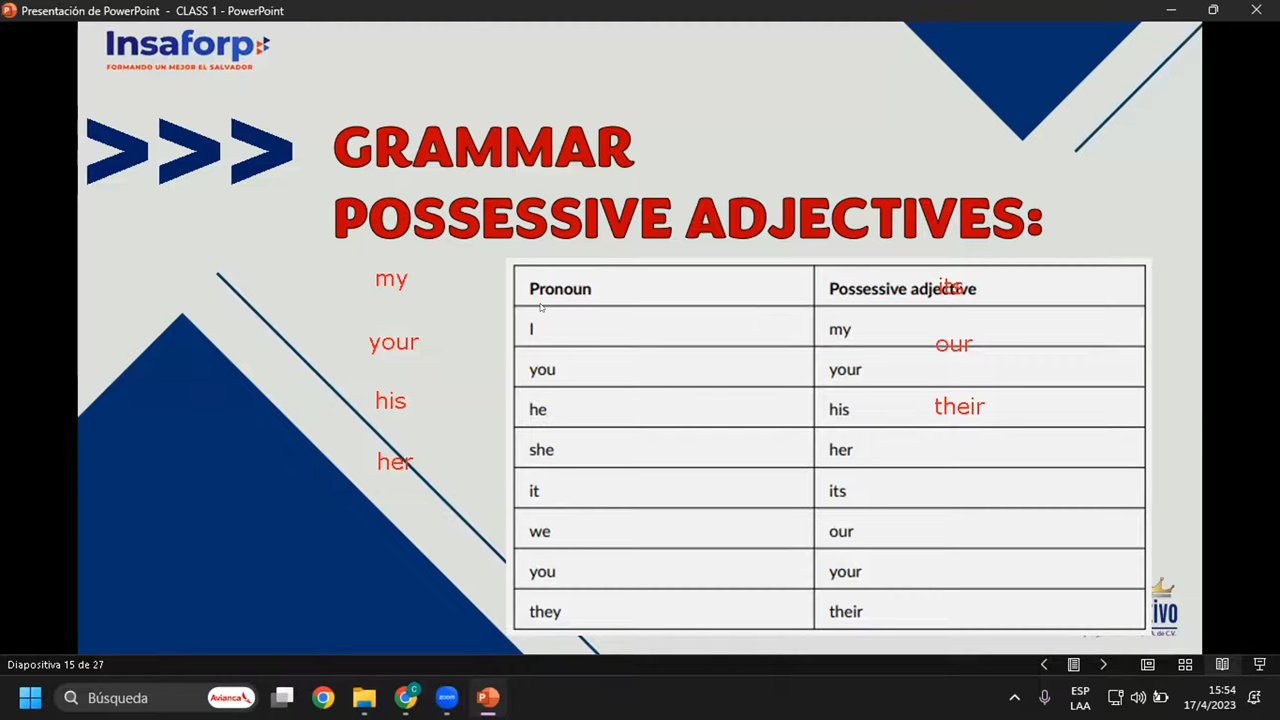 Presentación de PowerPoint - CLASS 1 - PowerPoint
Insaforp
FORMANDO UN MEJOR EL SALVADOR
>>> GRAMMAR
POSSESSIVE ADJECTIVES:
my
your
his
her
its
our
their
Pronoun Possessive adjective
I my
you your
he his
she her
it its
we our
you your
they their
Diapositiva 15 de 27
Búsqueda
Avianca
zoom
ESP
LAA
15:54
17/4/2023